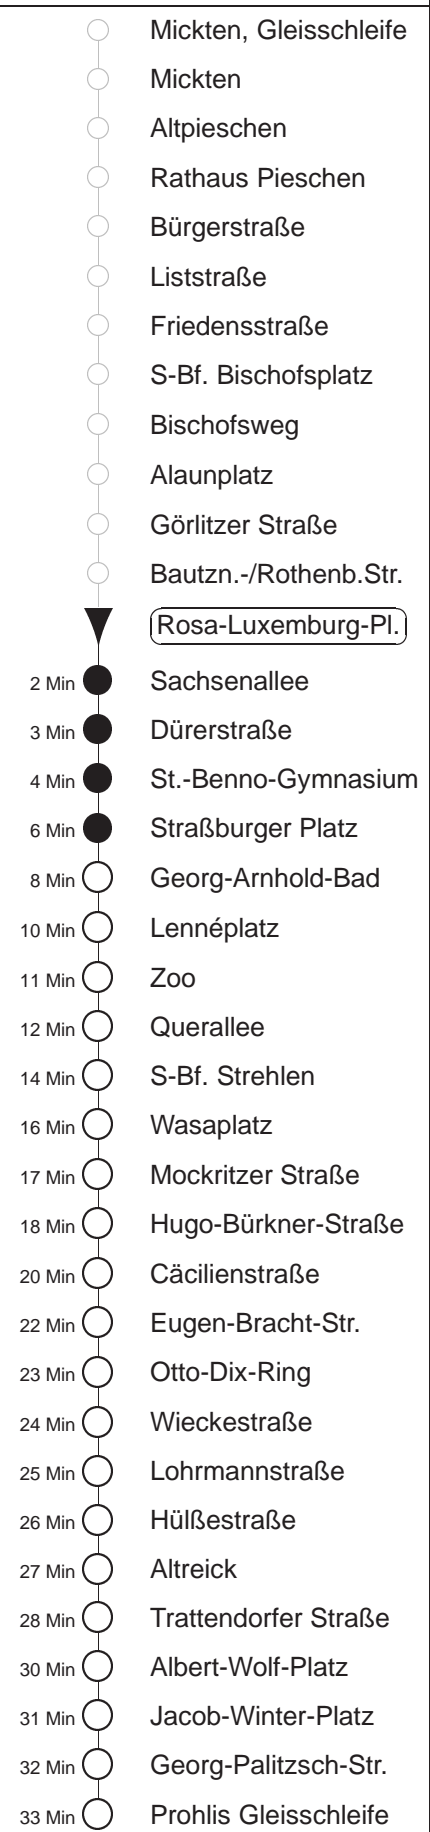 Mickten, Gleisschleife
Mickten
Altpieschen
Rathaus Pieschen
Bürgerstraße
Liststraße
Friedensstraße
S-Bf. Bischofsplatz
Bischofsweg
Alaunplatz
Görlitzer Straße
Bautzn.-/Rothenb.Str.
Rosa-Luxemburg-Pl.
2 Min Sachsenallee
3 Min Dürerstraße
4 Min St.-Benno-Gymnasium
6 Min Straßburger Platz
8 Min Georg-Arnhold-Bad
10 Min Lennéplatz
11 Min Zoo
12 Min Querallee
14 Min S-Bf. Strehlen
16 Min Wasaplatz
17 Min Mockritzer Straße
18 Min Hugo-Bürkner-Straße
20 Min Cäcilienstraße
22 Min Eugen-Bracht-Str.
23 Min Otto-Dix-Ring
24 Min Wieckestraße
25 Min Lohrmannstraße
26 Min Hülßestraße
27 Min Altreick
28 Min Trattendorfer Straße
30 Min Albert-Wolf-Platz
31 Min Jacob-Winter-Platz
32 Min Georg-Palitzsch-Str.
33 Min Prohlis Gleisschleife